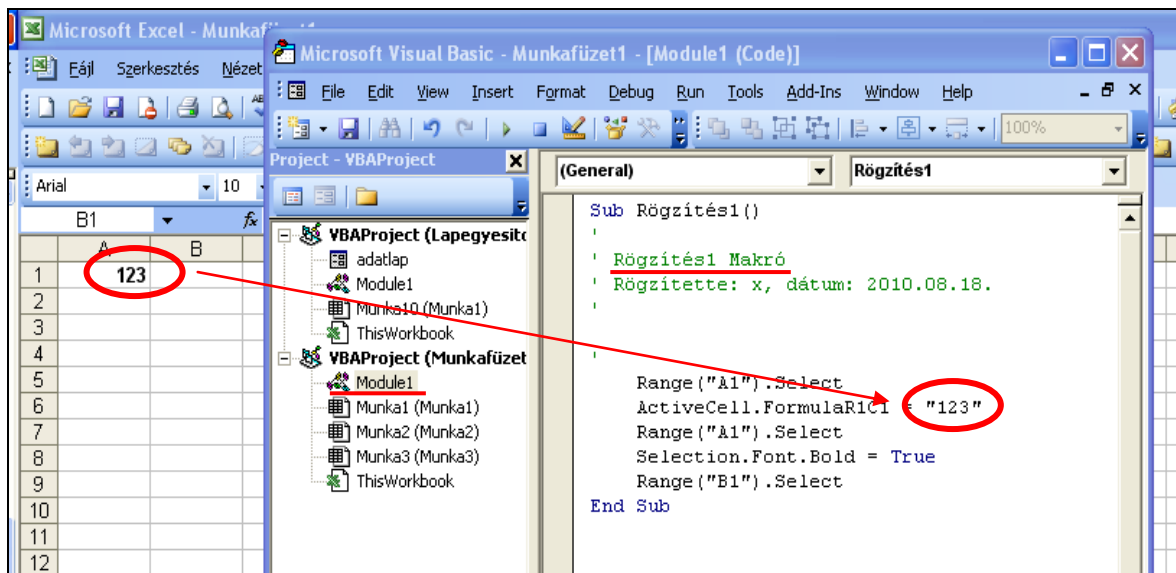 Microsoft Excel - Munkafüzet1
Fájl Szerkesztés Nézet
Arial 10
B1 fx
A B
1 123
2
3
4
5
6
7
8
9
10
11
12
Microsoft Visual Basic - Munkafüzet1 - [Module1 (Code)]
File Edit View Insert Format Debug Run Tools Add-Ins Window Help
100%
Project - VBAProject
VBAProject (Lapegyesito
adatlap
Module1
Munka10 (Munka1)
ThisWorkbook
VBAProject (Munkafüzet
Module1
Munka1 (Munka1)
Munka2 (Munka2)
Munka3 (Munka3)
ThisWorkbook
(General) Rögzítés1
Sub Rögzítés1()
'
' Rögzítés1 Makró
' Rögzítette: x, dátum: 2010.08.18.
'
'
Range("A1").Select
ActiveCell.FormulaR1C1 = "123"
Range("A1").Select
Selection.Font.Bold = True
Range("B1").Select
End Sub